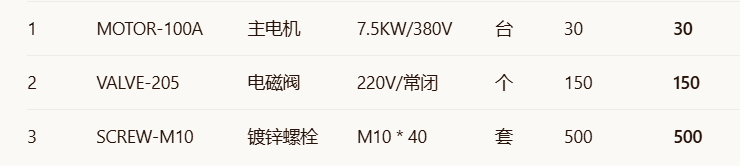 1 MOTOR-100A 主电机 7.5KW/380V 台 30 30
2 VALVE-205 电磁阀 220V/常闭 个 150 150
3 SCREW-M10 镀锌螺栓 M10 * 40 套 500 500